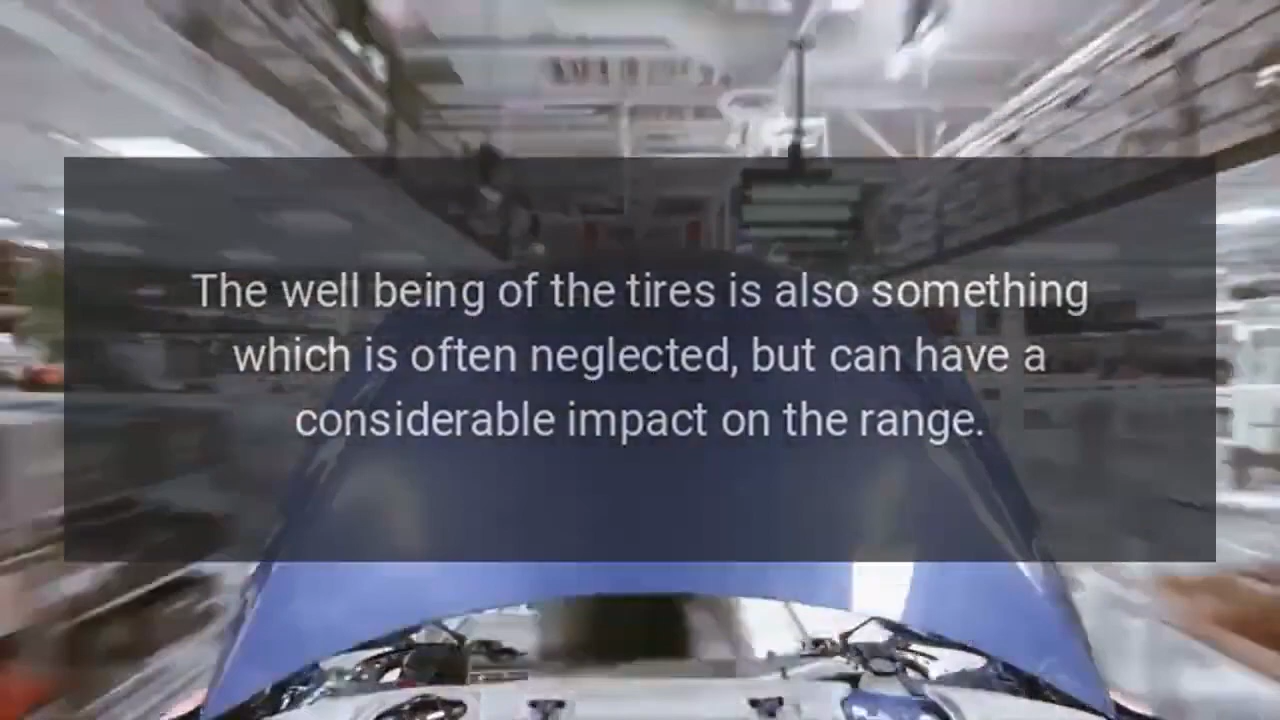 The well being of the tires is also something
which is often neglected, but can have a
considerable impact on the range.